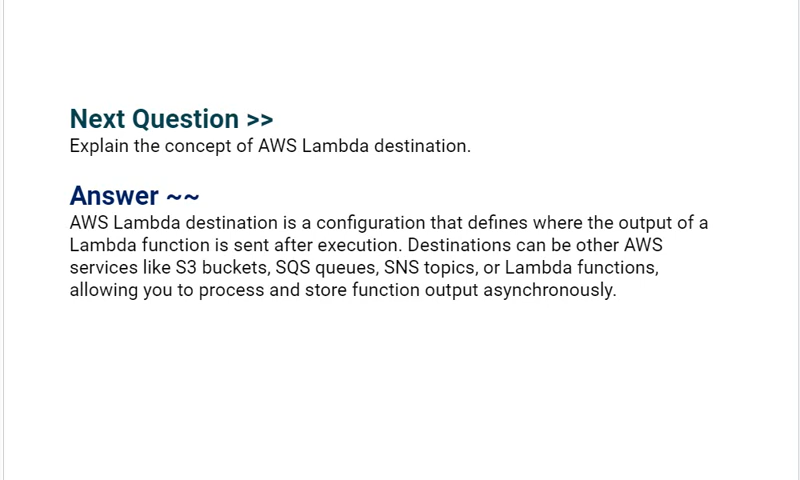 Next Question >>
Explain the concept of AWS Lambda destination.
Answer ~~
AWS Lambda destination is a configuration that defines where the output of a
Lambda function is sent after execution. Destinations can be other AWS
services like S3 buckets, SQS queues, SNS topics, or Lambda functions,
allowing you to process and store function output asynchronously.